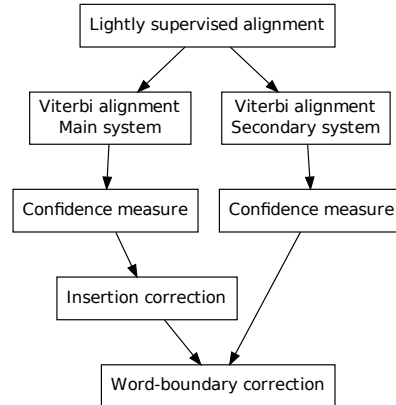 Lightly supervised alignment
Viterbi alignment
Main system
Viterbi alignment
Secondary system
Confidence measure
Confidence measure
Insertion correction
Word-boundary correction